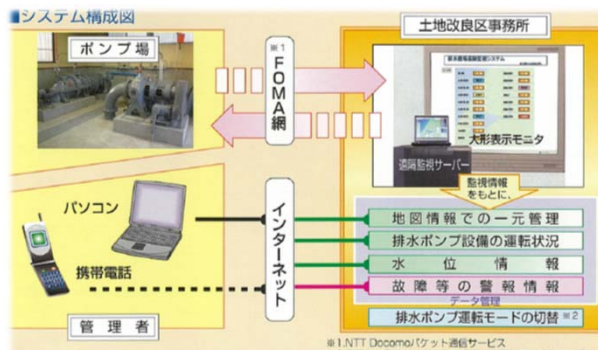 ■システム構成図
ポンプ場
※1
FOMA網
土地改良区事務所
大形表示モニタ
遠隔監視サーバー
監視情報
をもとに、
パソコン
携帯電話
管理者
インターネット
地図情報での一元管理
排水ポンプ設備の運転状況
水位情報
故障等の警報情報
データ管理
排水ポンプ運転モードの切替※2
※1.NTT Docomoパケット通信サービス